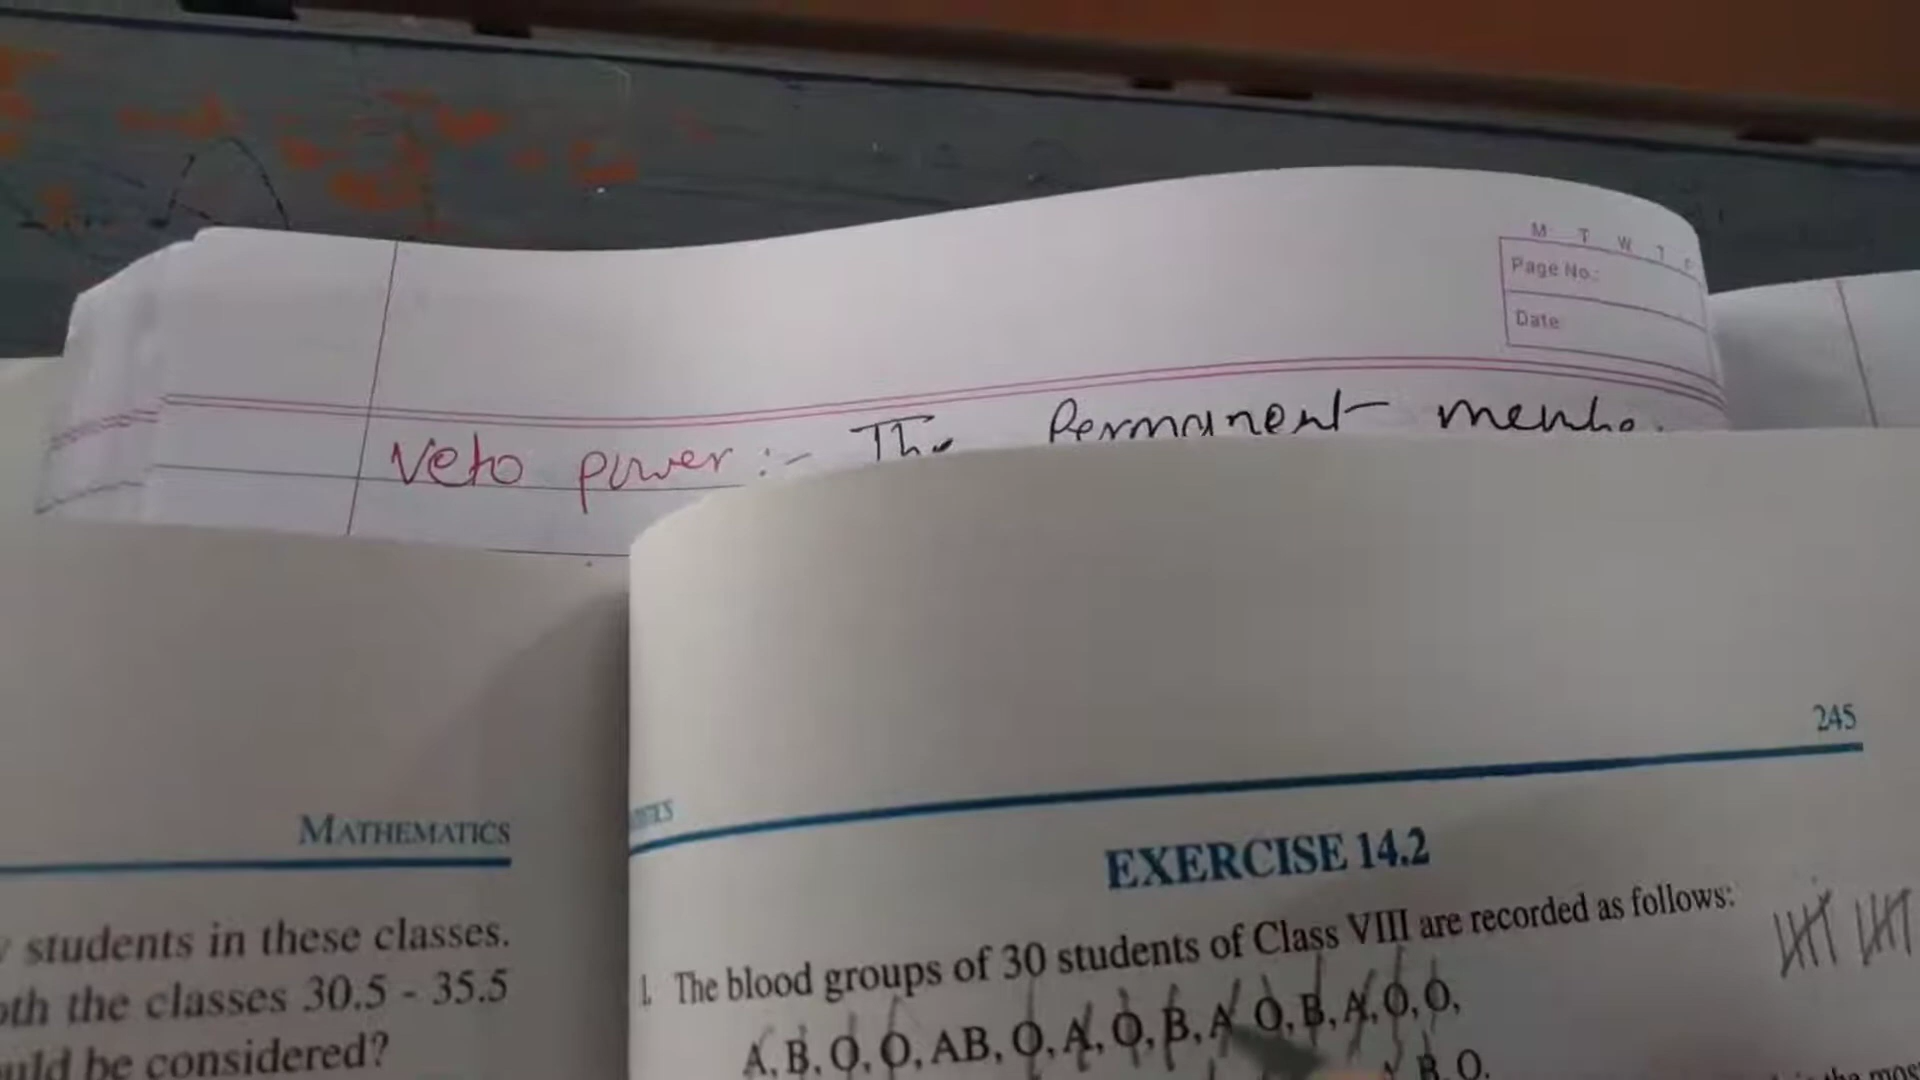 M T W T F
Page No.:
Date
Veto power :- The Permanent
245
MATHEMATICS
EXERCISE 14.2
students in these classes.
the classes 30.5 - 35.5
be considered?
1. The blood groups of 30 students of Class VIII are recorded as follows:
A, B, O, O, AB, O, A, O, B, A, O, B, A, O, O,
B, O.